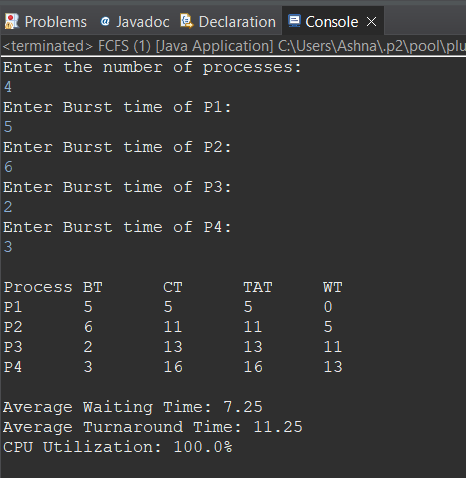 Problems @ Javadoc Declaration Console ×
<terminated> FCFS (1) [Java Application] C:\Users\Ashna\.p2\pool\plu
Enter the number of processes:
4
Enter Burst time of P1:
5
Enter Burst time of P2:
6
Enter Burst time of P3:
2
Enter Burst time of P4:
3
Process BT CT TAT WT
P1 5 5 5 0
P2 6 11 11 5
P3 2 13 13 11
P4 3 16 16 13
Average Waiting Time: 7.25
Average Turnaround Time: 11.25
CPU Utilization: 100.0%